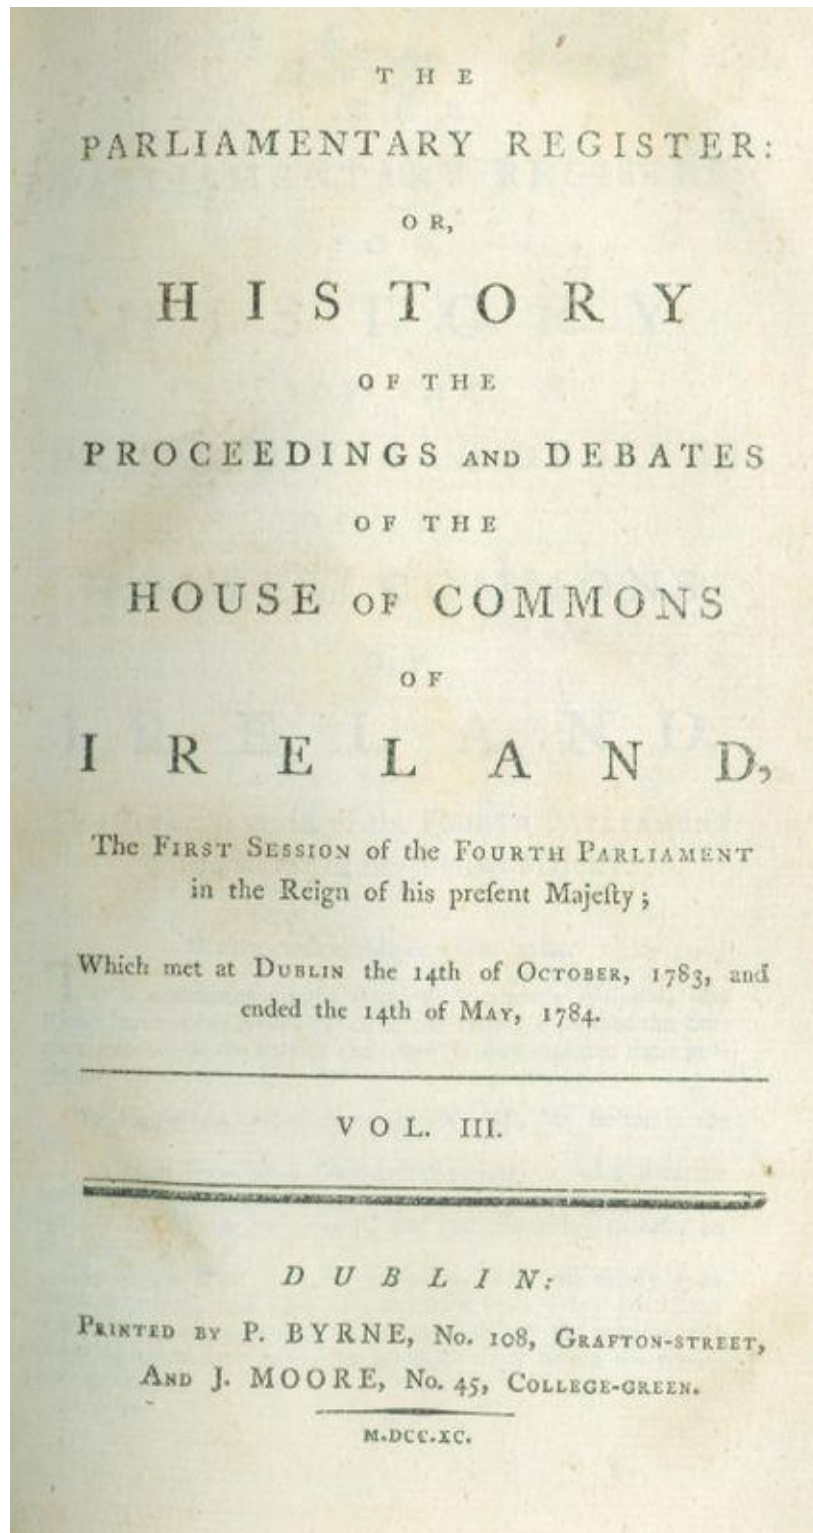 THE
PARLIAMENTARY REGISTER:
OR,
HISTORY
OF THE
PROCEEDINGS AND DEBATES
OF THE
HOUSE OF COMMONS
OF
IRELAND,
The FIRST SESSION of the FOURTH PARLIAMENT
in the Reign of his preſent Majeſty;
Which met at DUBLIN the 14th of OCTOBER, 1783, and
ended the 14th of MAY, 1784.
VOL. III.
DUBLIN:
PRINTED BY P. BYRNE, No. 108, GRAFTON-STREET,
AND J. MOORE, No. 45, COLLEGE-GREEN.
M.DCC.XC.